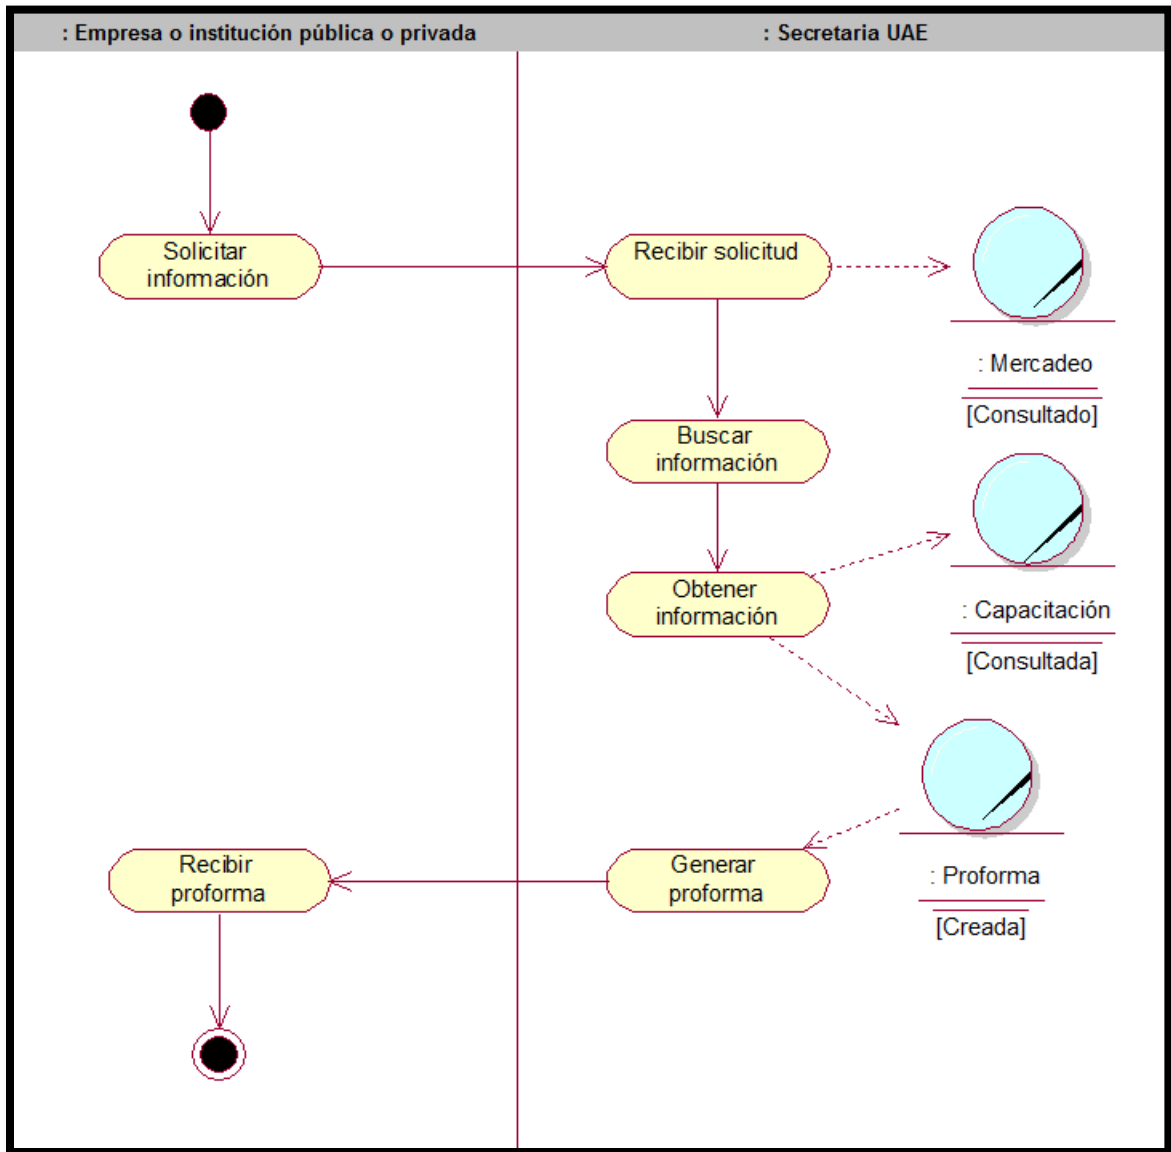 : Empresa o institución pública o privada
: Secretaria UAE
Solicitar
información
Recibir solicitud
: Mercadeo
[Consultado]
Buscar
información
Obtener
información
: Capacitación
[Consultada]
Recibir
proforma
Generar
proforma
: Proforma
[Creada]